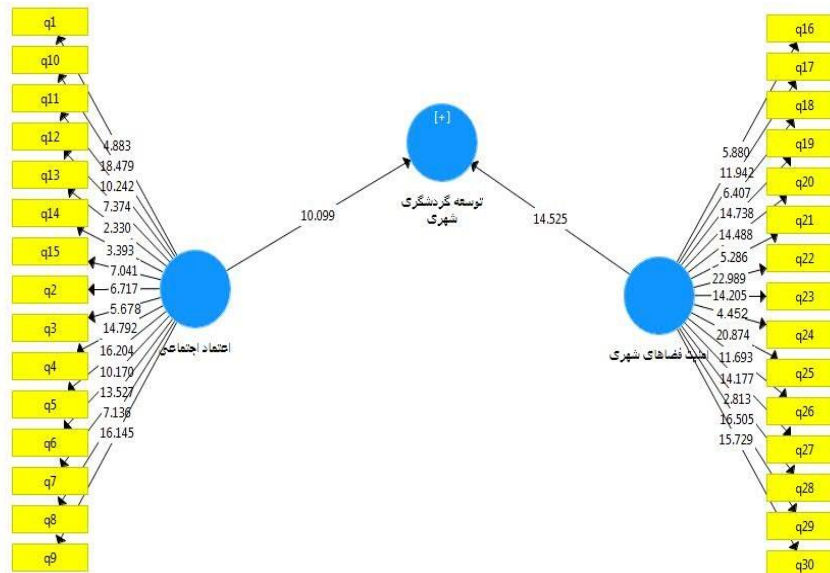 q1
q10
q11
q12
q13
q14
q15
q2
q3
q4
q5
q6
q7
q8
q9
4.883
18.479
10.242
7.374
2.330
3.393
7.041
6.717
5.678
14.792
16.204
10.170
13.527
7.136
16.145
اعتماد اجتماعی
10.099
[+]
توسعه گردشگری
شهری
14.525
امنیت فضاهای شهری
5.880
11.942
6.407
14.738
14.488
5.286
22.989
14.205
4.452
20.874
11.693
14.177
2.813
16.505
15.729
q16
q17
q18
q19
q20
q21
q22
q23
q24
q25
q26
q27
q28
q29
q30